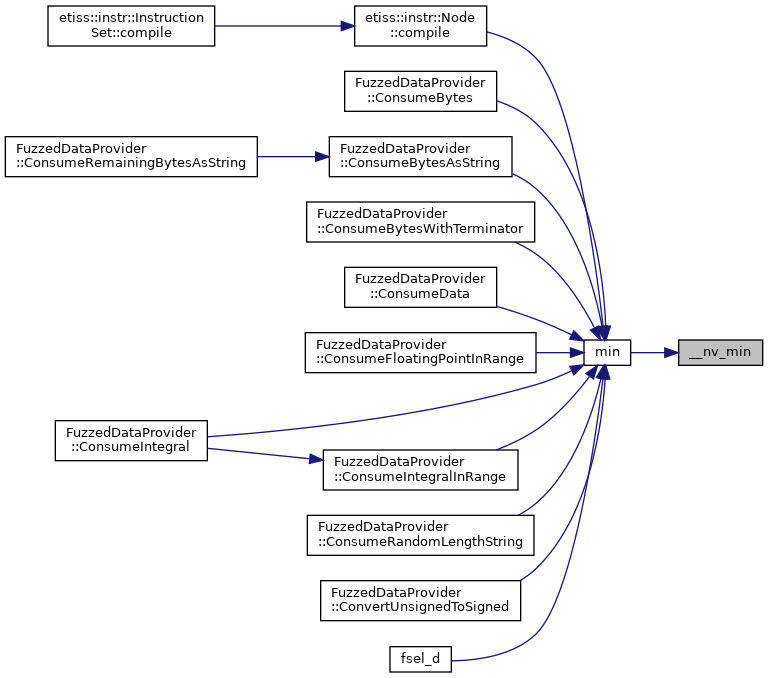 etiss::instr::Instruction
Set::compile
etiss::instr::Node
::compile
FuzzedDataProvider
::ConsumeBytes
FuzzedDataProvider
::ConsumeRemainingBytesAsString
FuzzedDataProvider
::ConsumeBytesAsString
FuzzedDataProvider
::ConsumeBytesWithTerminator
FuzzedDataProvider
::ConsumeData
FuzzedDataProvider
::ConsumeFloatingPointInRange
min
__nv_min
FuzzedDataProvider
::ConsumeIntegral
FuzzedDataProvider
::ConsumeIntegralInRange
FuzzedDataProvider
::ConsumeRandomLengthString
FuzzedDataProvider
::ConvertUnsignedToSigned
fsel_d